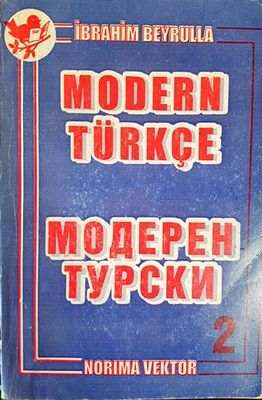 İBRAHİM BEYRULLA
MODERN
TÜRKÇE
МОДЕРЕН
ТУРСКИ
2
NORIMA VEKTOR